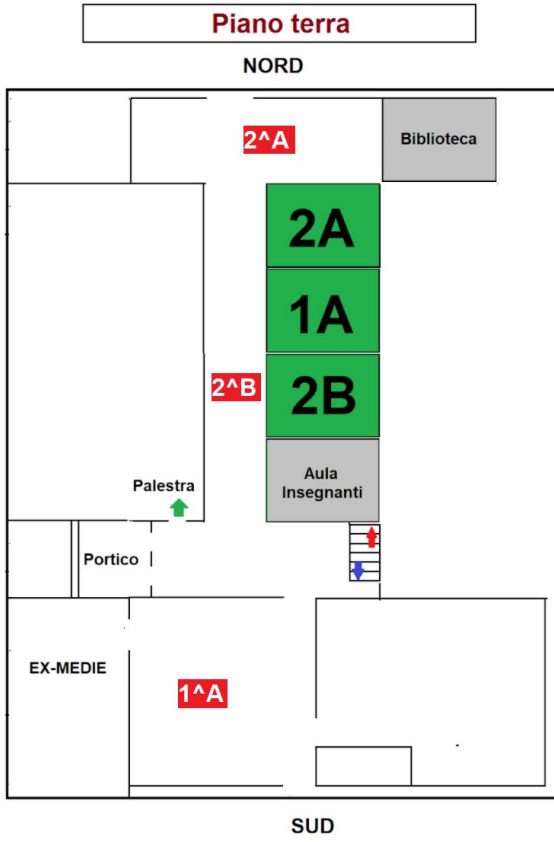 Piano terra
NORD
2^A
Biblioteca
2A
1A
2^B
2B
Aula
Insegnanti
Palestra
Portico
EX-MEDIE
1^A
SUD